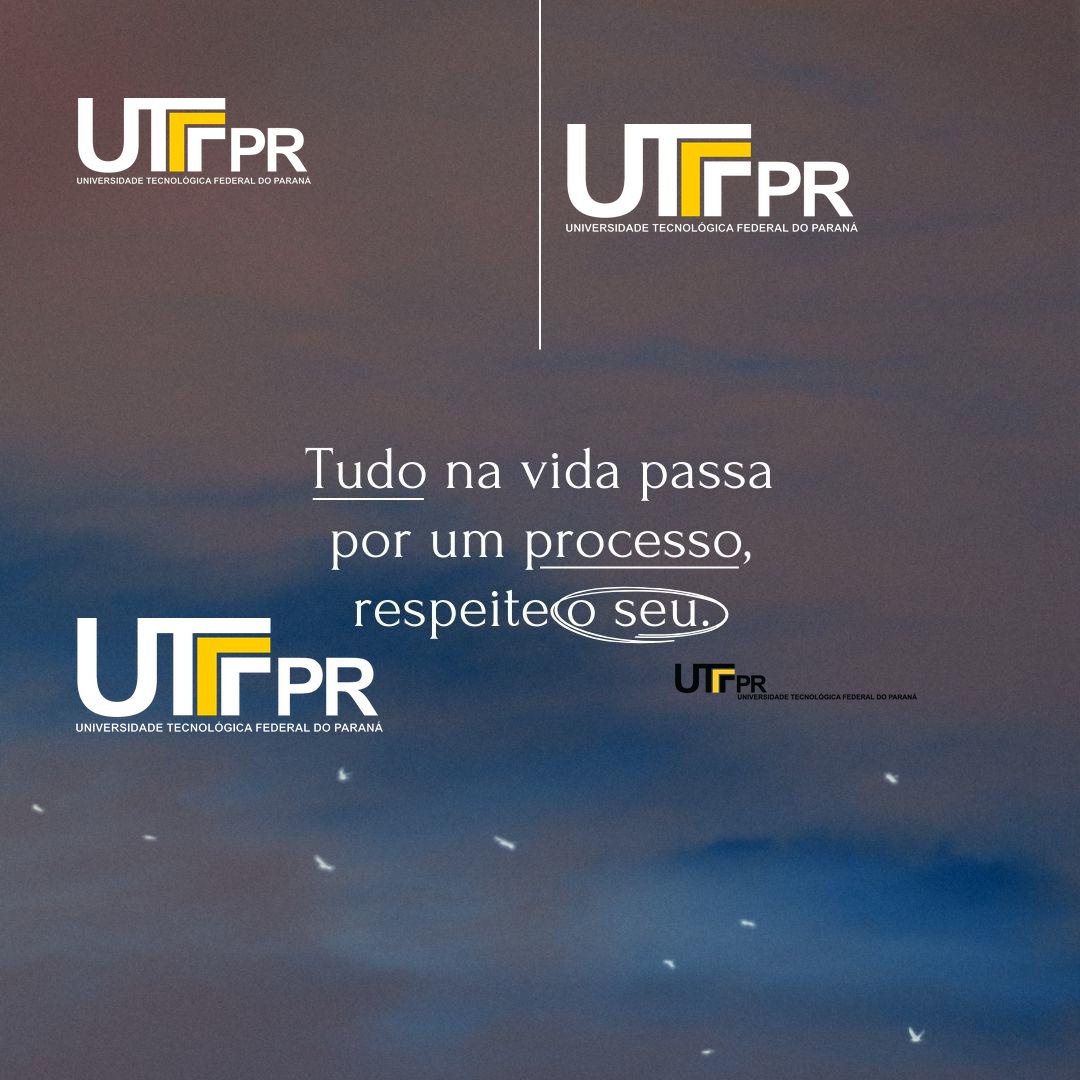 UTFPR
UNIVERSIDADE TECNOLÓGICA FEDERAL DO PARANÁ
UTFPR
UNIVERSIDADE TECNOLÓGICA FEDERAL DO PARANÁ
Tudo na vida passa
por um processo,
respeite o seu.
UTFPR
UNIVERSIDADE TECNOLÓGICA FEDERAL DO PARANÁ
UTFPR
UNIVERSIDADE TECNOLÓGICA FEDERAL DO PARANÁ